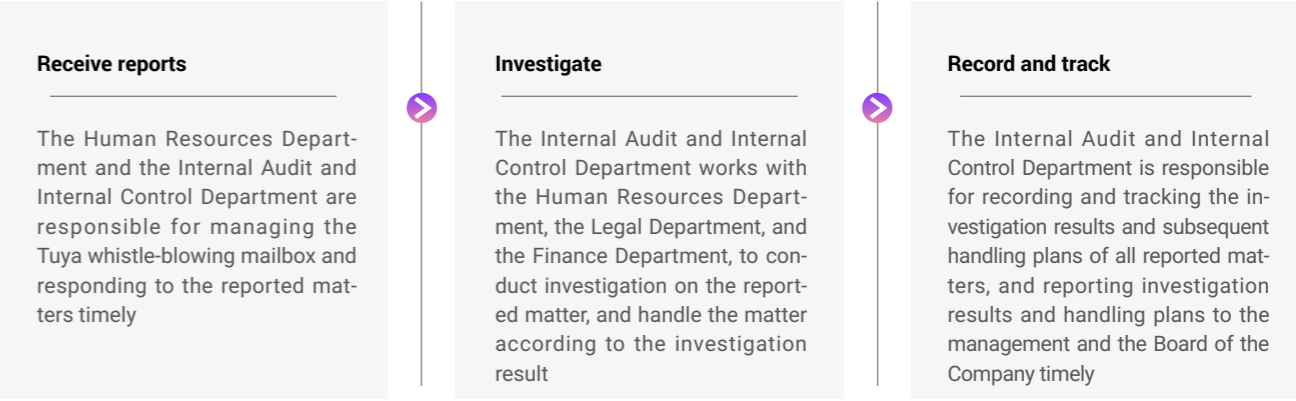 Receive reports
The Human Resources Depart-
ment and the Internal Audit and
Internal Control Department are
responsible for managing the
Tuya whistle-blowing mailbox and
responding to the reported mat-
ters timely
Investigate
The Internal Audit and Internal
Control Department works with
the Human Resources Depart-
ment, the Legal Department, and
the Finance Department, to con-
duct investigation on the report-
ed matter, and handle the matter
according to the investigation
result
Record and track
The Internal Audit and Internal
Control Department is responsible
for recording and tracking the in-
vestigation results and subsequent
handling plans of all reported mat-
ters, and reporting investigation
results and handling plans to the
management and the Board of the
Company timely